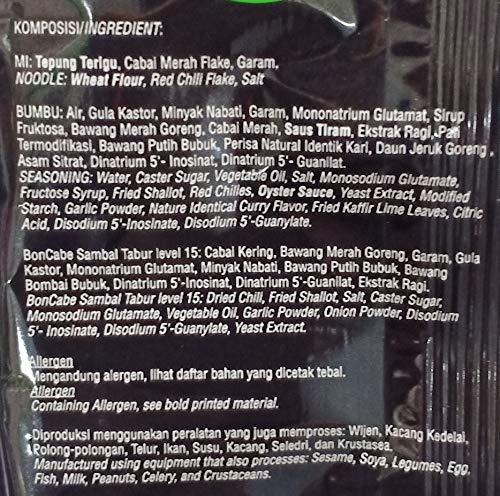 KOMPOSISI/INGREDIENT:
MI: Tepung Terigu, Cabai Merah Flake, Garam.
NOODLE: Wheat Flour, Red Chili Flake, Salt
BUMBU: Air, Gula Kastor, Minyak Nabati, Garam, Mononatrium Glutamat, Sirup
Fruktosa, Bawang Merah Goreng, Cabai Merah, Saus Tiram, Ekstrak Ragi, Pati
Termodifikasi, Bawang Putih Bubuk, Perisa Natural Identik Kari, Daun Jeruk Goreng,
Asam Sitrat, Dinatrium 5'- Inosinat, Dinatrium 5'- Guanilat.
SEASONING: Water, Caster Sugar, Vegetable Oil, Salt, Monosodium Glutamate,
Fructose Syrup, Fried Shallot, Red Chilles, Oyster Sauce, Yeast Extract, Modified
Starch, Garlic Powder, Nature Identical Curry Flavor, Fried Kaffir Lime Leaves, Citric
Acid, Disodium 5'-Inosinate, Disodium 5'-Guanylate.
BonCabe Sambal Tabur level 15: Cabai Kering, Bawang Merah Goreng, Garam, Gula
Kastor, Mononatrium Glutamat, Minyak Nabati, Bawang Putih Bubuk, Bawang
Bombai Bubuk, Dinatrium 5'-Inosinat, Dinatrium 5'-Guanilat, Ekstrak Ragi.
BonCabe Sambal Tabur level 15: Dried Chili, Fried Shallot, Salt, Caster Sugar,
Monosodium Glutamate, Vegetable Oil, Garlic Powder, Onion Powder, Disodium
5'- Inosinate, Disodium 5'-Guanylate, Yeast Extract.
Allergen
Mengandung alergen, lihat daftar bahan yang dicetak tebal.
Allergen
Containing Allergen, see bold printed material.
Diproduksi menggunakan peralatan yang juga memproses: Wijen, Kacang Kedelai,
Polong-polongan, Telur, Ikan, Susu, Kacang, Seledri, dan Krustasea.
Manufactured using equipment that also processes: Sesame, Soya, Legumes, Egg,
Fish, Milk, Peanuts, Celery, and Crustaceans.